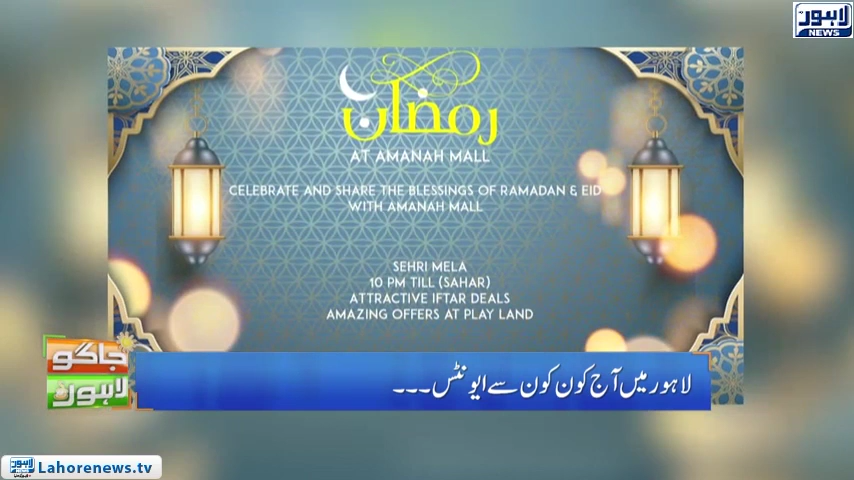 لاہور
NEWS
رمضان
AT AMANAH MALL
CELEBRATE AND SHARE THE BLESSINGS OF RAMADAN & EID
WITH AMANAH MALL
SEHRI MELA
10 PM TILL (SAHAR)
ATTRACTIVE IFTAR DEALS
AMAZING OFFERS AT PLAY LAND
جاگو
لاہور
لاہور میں آج کون کون سے ایونٹس ---
لاہور
Lahorenews.tv